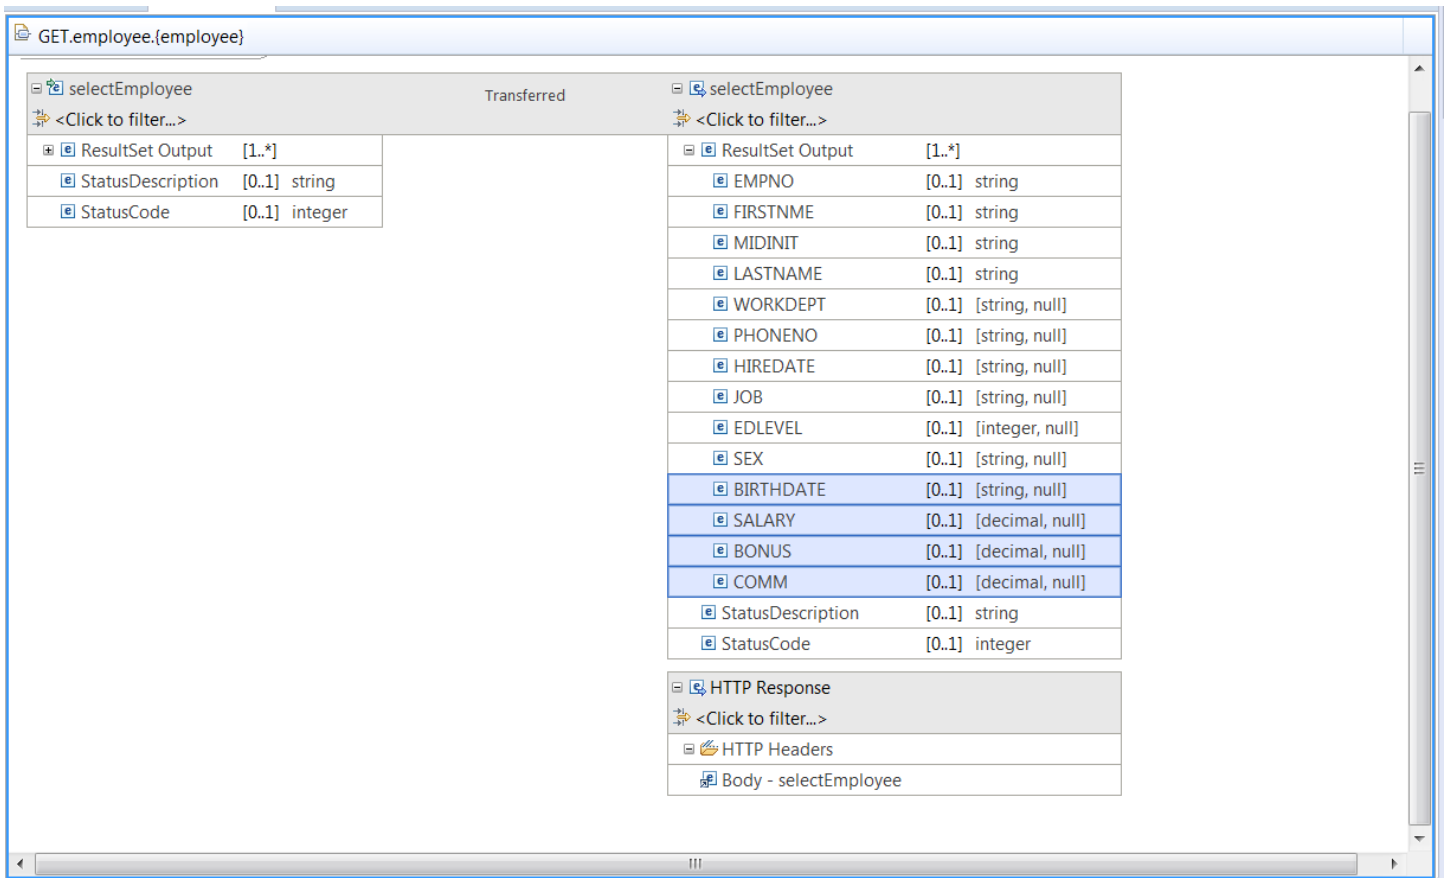 GET.employee.{employee}
selectEmployee
<Click to filter...>
ResultSet Output [1..*]
StatusDescription [0..1] string
StatusCode [0..1] integer
Transferred
selectEmployee
<Click to filter...>
ResultSet Output [1..*]
EMPNO [0..1] string
FIRSTNME [0..1] string
MIDINIT [0..1] string
LASTNAME [0..1] string
WORKDEPT [0..1] [string, null]
PHONENO [0..1] [string, null]
HIREDATE [0..1] [string, null]
JOB [0..1] [string, null]
EDLEVEL [0..1] [integer, null]
SEX [0..1] [string, null]
BIRTHDATE [0..1] [string, null]
SALARY [0..1] [decimal, null]
BONUS [0..1] [decimal, null]
COMM [0..1] [decimal, null]
StatusDescription [0..1] string
StatusCode [0..1] integer
HTTP Response
<Click to filter...>
HTTP Headers
Body - selectEmployee